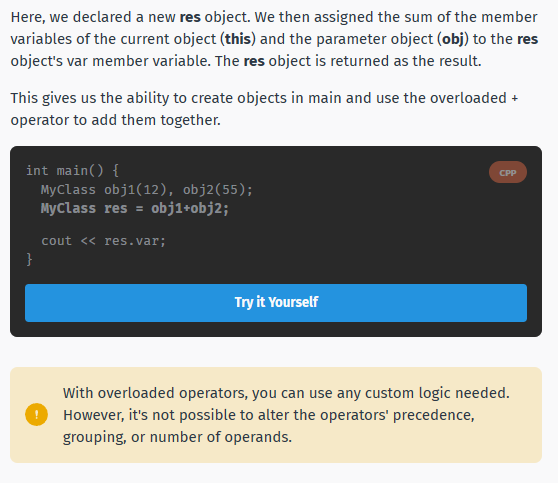 Here, we declared a new res object. We then assigned the sum of the member
variables of the current object (this) and the parameter object (obj) to the res
object's var member variable. The res object is returned as the result.
This gives us the ability to create objects in main and use the overloaded +
operator to add them together.
int main() {
CPP
MyClass obj1(12), obj2(55);
MyClass res = obj1+obj2;
cout << res.var;
}
Try it Yourself
With overloaded operators, you can use any custom logic needed.
However, it's not possible to alter the operators' precedence,
grouping, or number of operands.